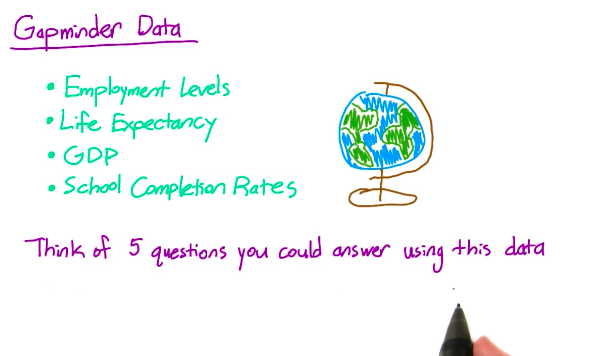 Gapminder Data
• Employment Levels
• Life Expectancy
• GDP
• School Completion Rates
Think of 5 questions you could answer using this data